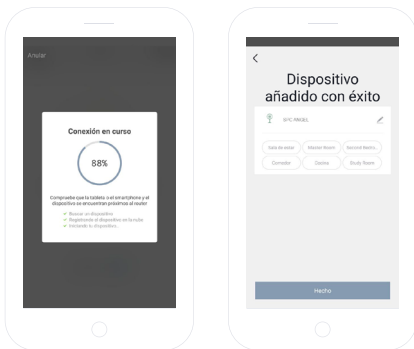 Anular
Conexión en curso
88%
Compruebe que la tableta o el smartphone y el
dispositivo se encuentran próximos al router
Buscar un dispositivo
Registrando el dispositivo en la nube
Iniciando tu dispositivo...
Dispositivo
añadido con éxito
SPC ANGEL
Sala de estar
Master Room
Second Bedro...
Comedor
Cocina
Study Room
Hecho